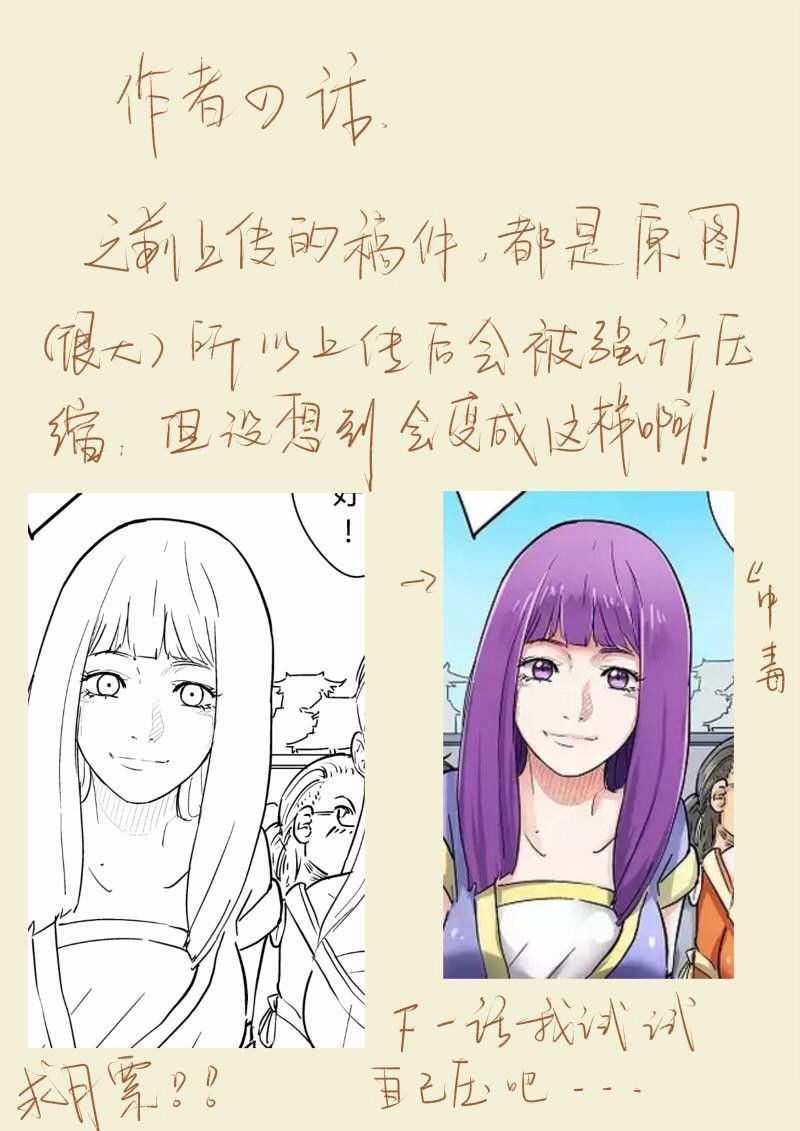 作者の话.
之前上传的稿件,都是原图
(很大)所以上传后会被强行压
缩,但没想到会变成这样啊!
好!
中毒
下一话我试试
自己压吧----
求月票??